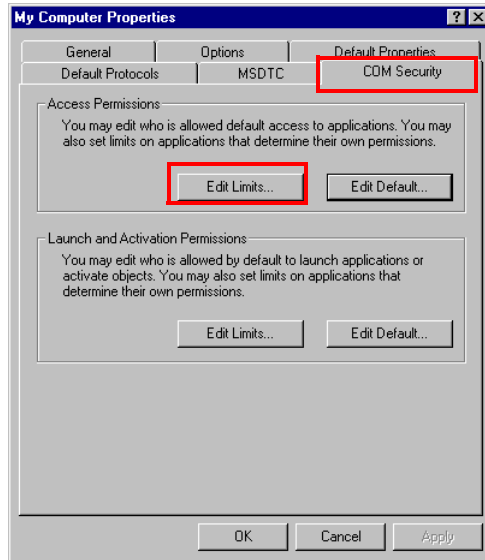 My Computer Properties
General Options Default Properties
Default Protocols MSDTC COM Security
Access Permissions
You may edit who is allowed default access to applications. You may
also set limits on applications that determine their own permissions.
Edit Limits... Edit Default...
Launch and Activation Permissions
You may edit who is allowed by default to launch applications or
activate objects. You may also set limits on applications that
determine their own permissions.
Edit Limits... Edit Default...
OK Cancel Apply